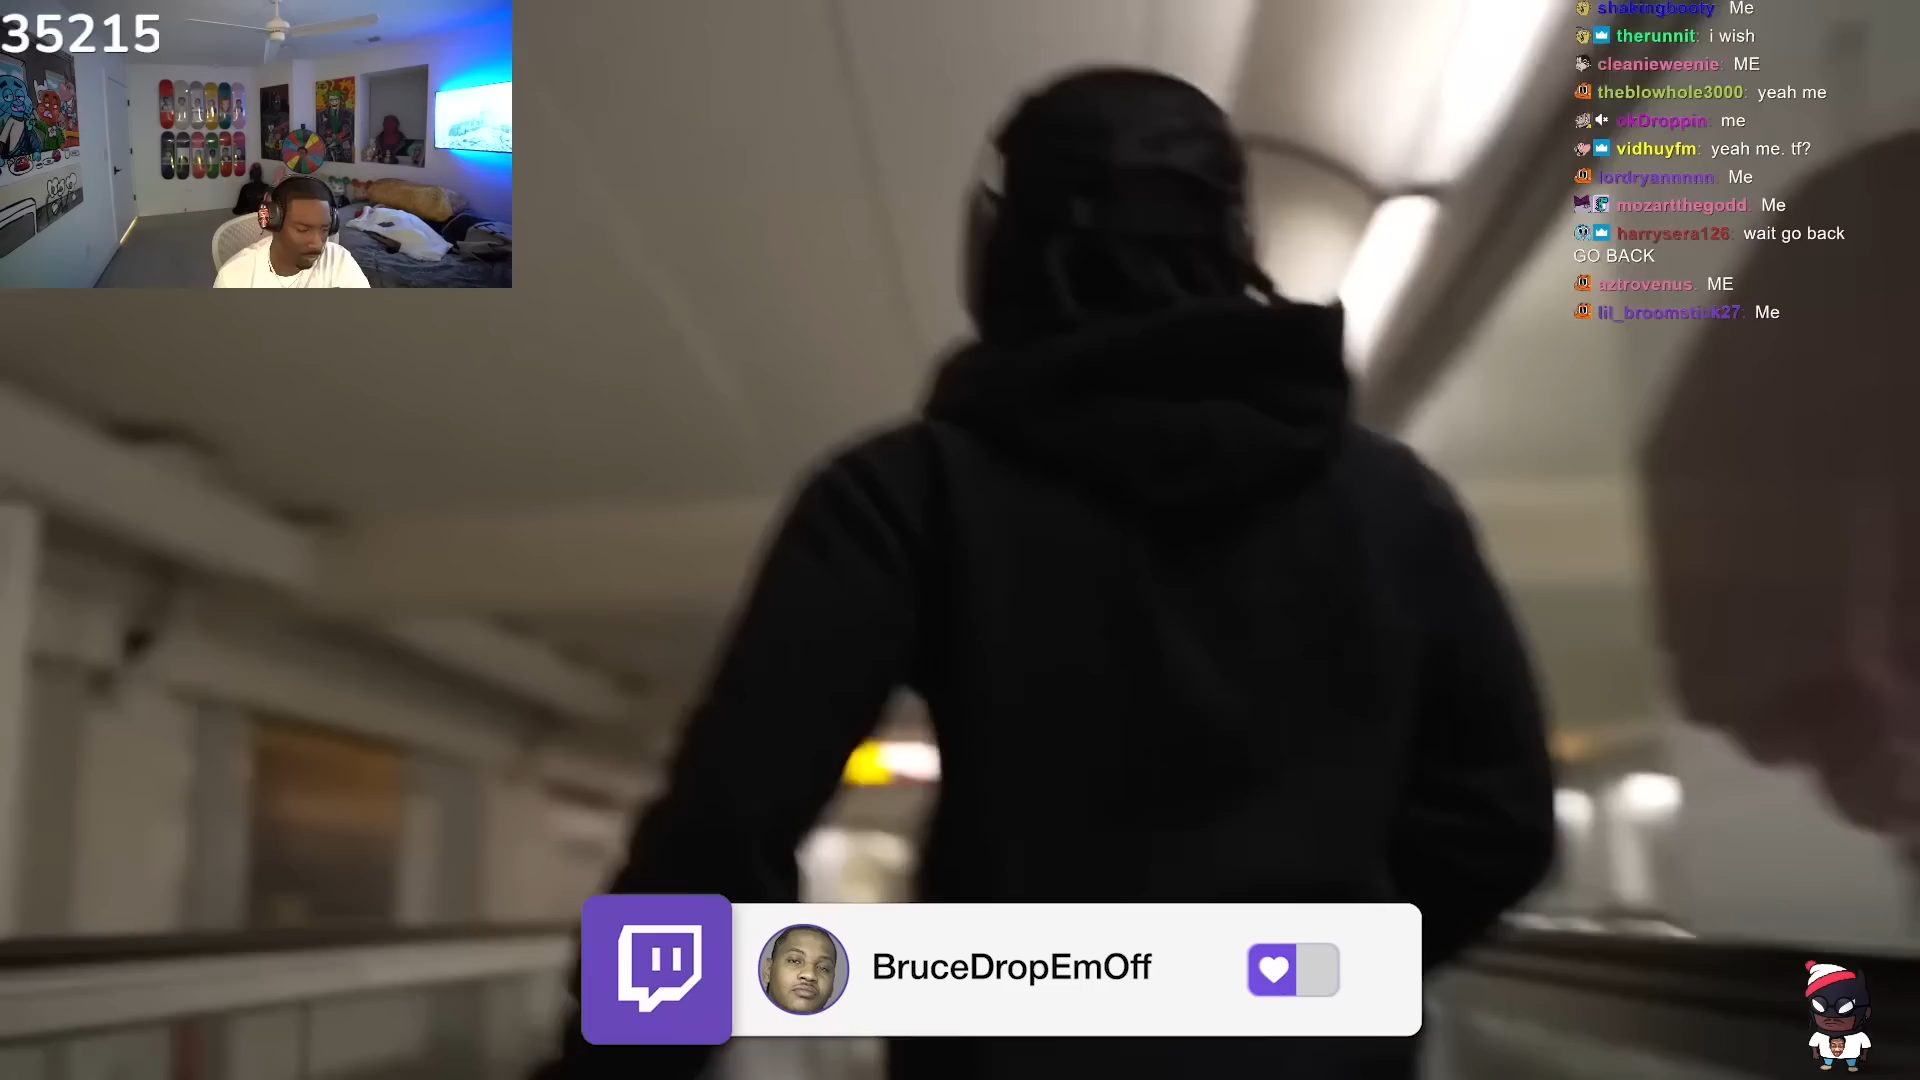 35215
shakingbooty Me
therunnit: i wish
cleanieweenie: ME
theblowhole3000: yeah me
okDroppin: me
vidhuyfm: yeah me. tf?
lordryannnnn: Me
mozartthegodd: Me
harrysera126: wait go back
GO BACK
aztrovenus: ME
lil_broomstick27: Me
BruceDropEmOff